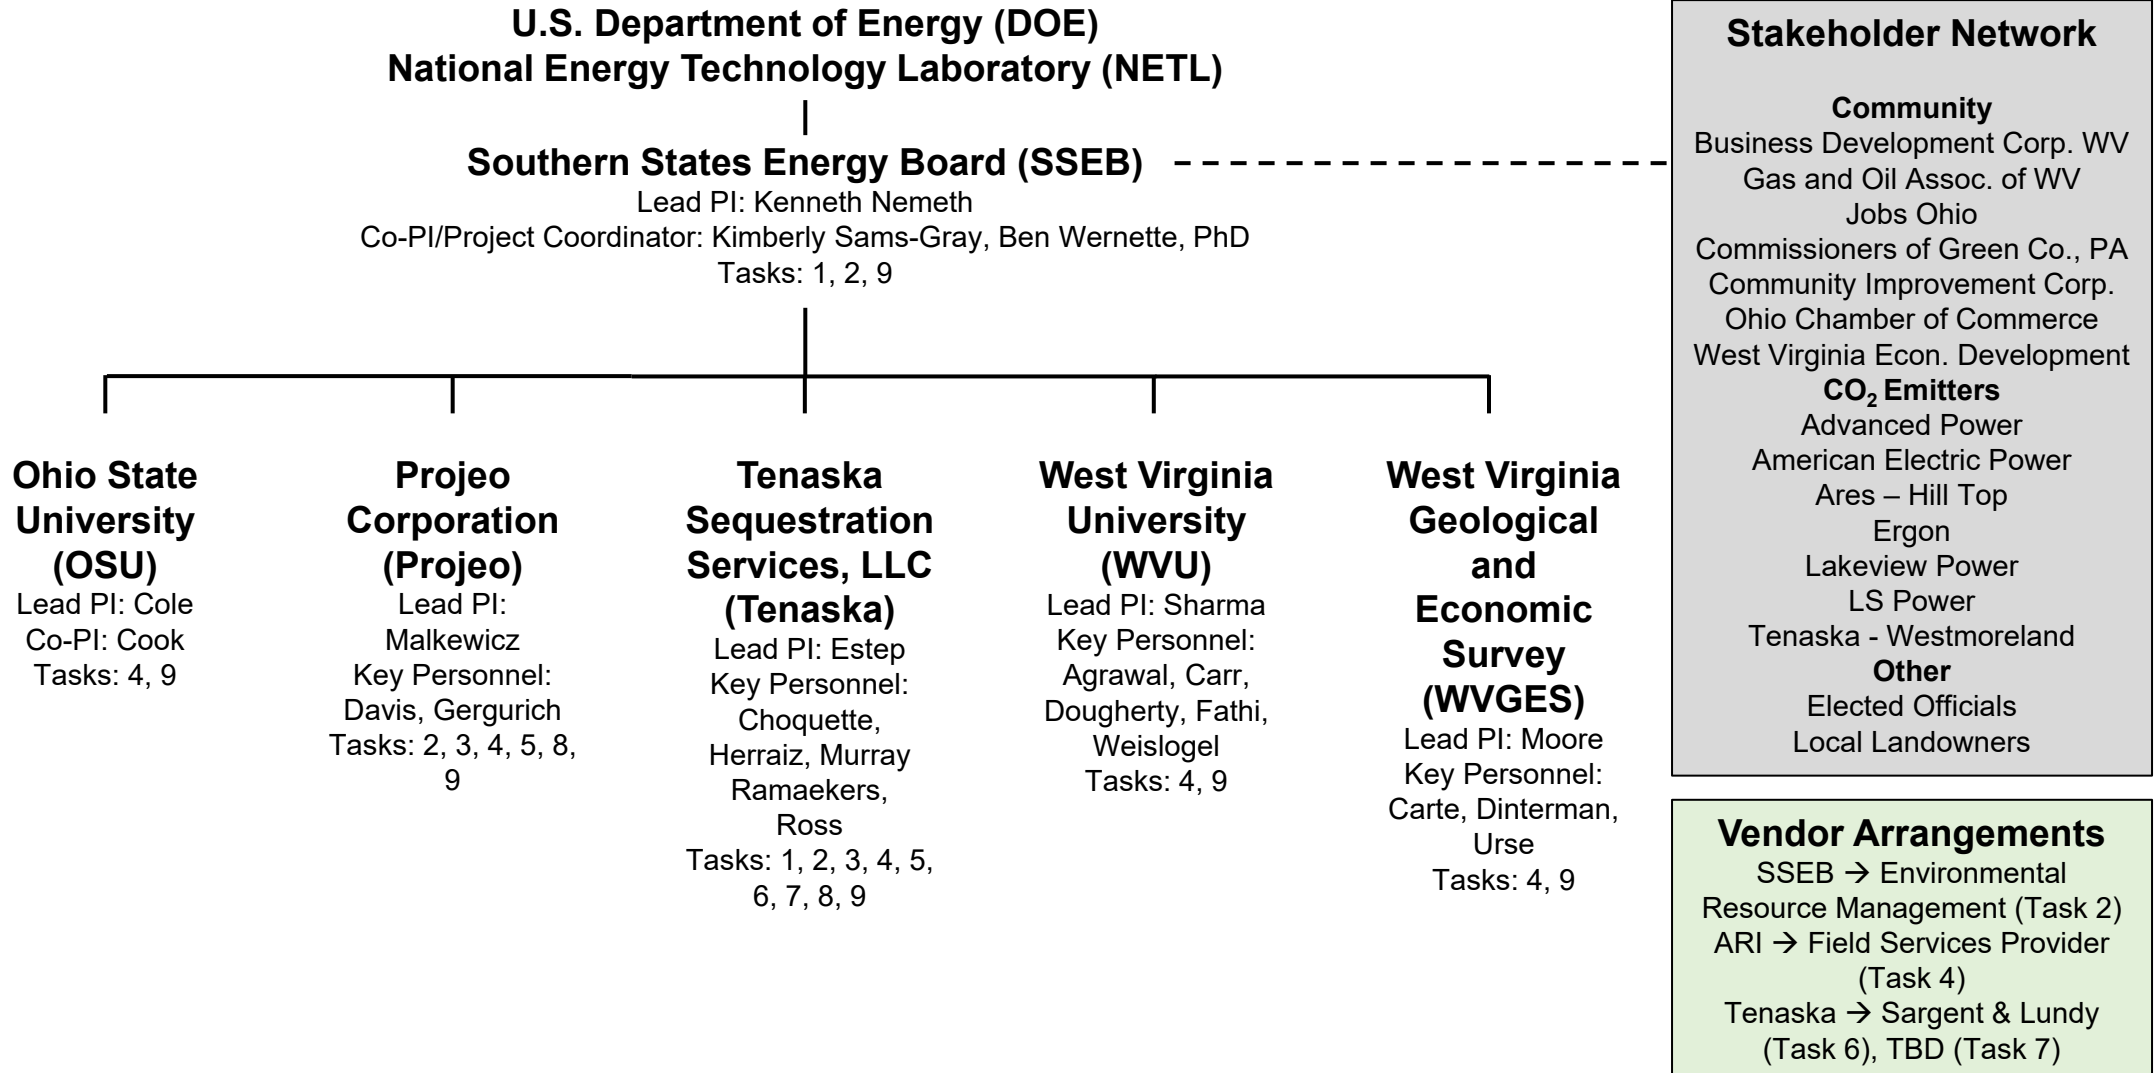 U.S. Department of Energy (DOE)
National Energy Technology Laboratory (NETL)
Southern States Energy Board (SSEB)
Lead PI: Kenneth Nemeth
Co-PI/Project Coordinator: Kimberly Sams-Gray, Ben Wernette, PhD
Tasks: 1, 2, 9
Ohio State
University
(OSU)
Lead PI: Cole
Co-PI: Cook
Tasks: 4, 9
Projeo
Corporation
(Projeo)
Lead PI:
Malkewicz
Key Personnel:
Davis, Gergurich
Tasks: 2, 3, 4, 5, 8,
9
Tenaska
Sequestration
Services, LLC
(Tenaska)
Lead PI: Estep
Key Personnel:
Choquette,
Herraiz, Murray
Ramaekers,
Ross
Tasks: 1, 2, 3, 4, 5,
6, 7, 8, 9
West Virginia
University
(WVU)
Lead PI: Sharma
Key Personnel:
Agrawal, Carr,
Dougherty, Fathi,
Weislogel
Tasks: 4, 9
West Virginia
Geological
and
Economic
Survey
(WVGES)
Lead PI: Moore
Key Personnel:
Carte, Dinterman,
Urse
Tasks: 4, 9
Stakeholder Network
Community
Business Development Corp. WV
Gas and Oil Assoc. of WV
Jobs Ohio
Commissioners of Green Co., PA
Community Improvement Corp.
Ohio Chamber of Commerce
West Virginia Econ. Development
CO₂ Emitters
Advanced Power
American Electric Power
Ares – Hill Top
Ergon
Lakeview Power
LS Power
Tenaska - Westmoreland
Other
Elected Officials
Local Landowners
Vendor Arrangements
SSEB → Environmental
Resource Management (Task 2)
ARI → Field Services Provider
(Task 4)
Tenaska → Sargent & Lundy
(Task 6), TBD (Task 7)